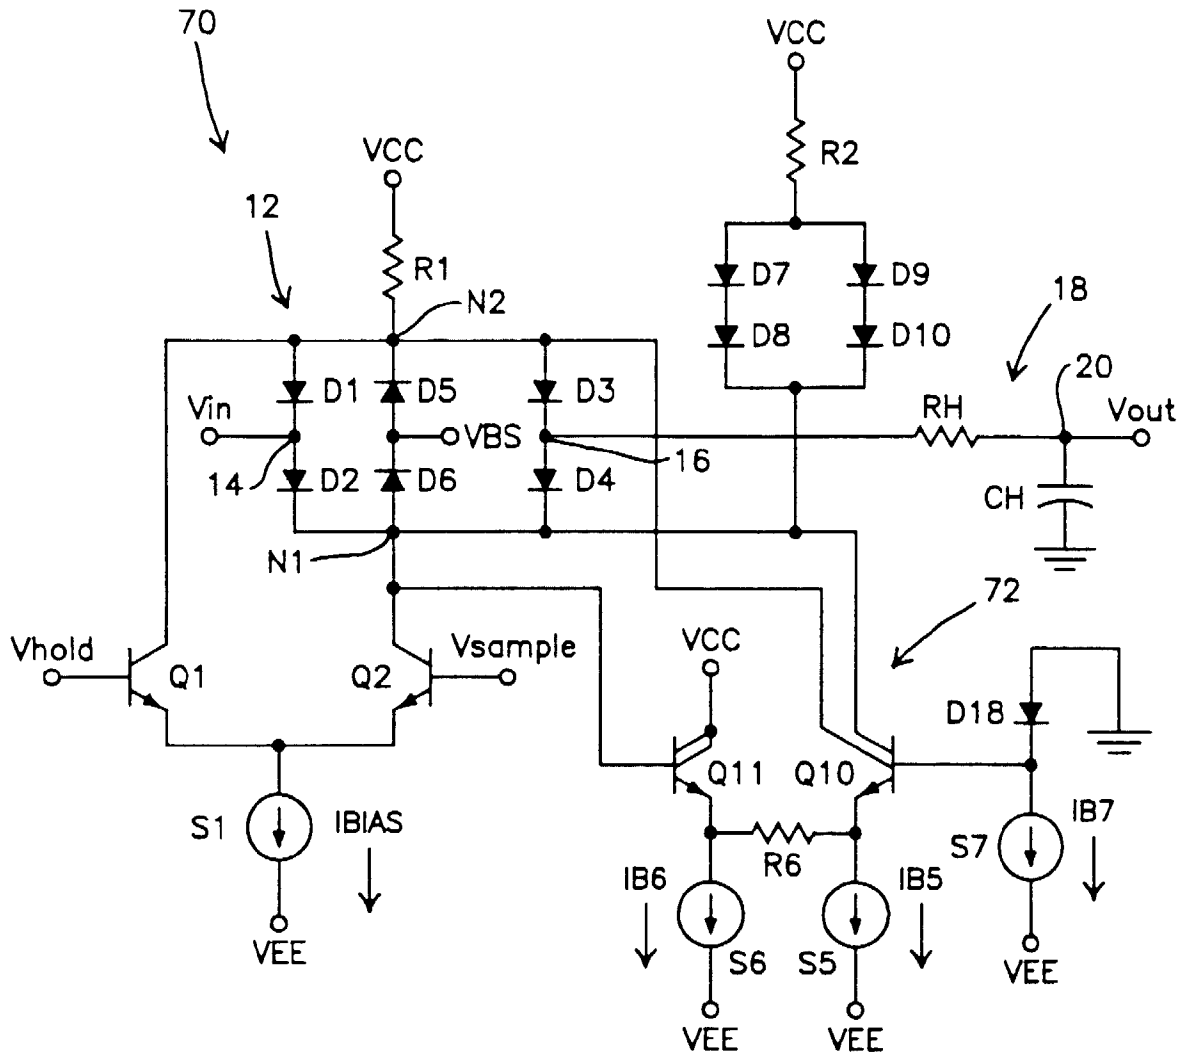 70
VCC
VCC
R2
12
R1
N2
D7
D9
18
D8
D10
20
Vin
D1
D5
D3
RH
Vout
VBS
14
D2
D6
D4
16
CH
N1
72
Vhold
Q1
Q2
Vsample
VCC
D18
Q11
Q10
S1
IBIAS
R6
S7
IB7
IB6
IB5
VEE
S6
S5
VEE
VEE
VEE